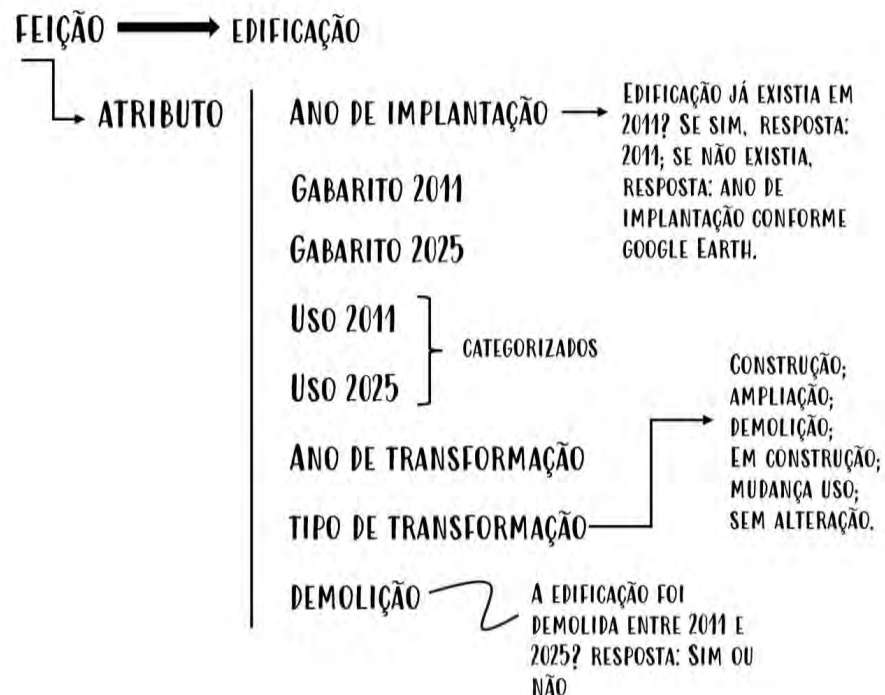 FEIÇÃO EDIFICAÇÃO
ATRIBUTO
ANO DE IMPLANTAÇÃO
EDIFICAÇÃO JÁ EXISTIA EM
2011? SE SIM, RESPOSTA:
2011; SE NÃO EXISTIA,
RESPOSTA: ANO DE
IMPLANTAÇÃO CONFORME
GOOGLE EARTH.
GABARITO 2011
GABARITO 2025
USO 2011
USO 2025
CATEGORIZADOS
ANO DE TRANSFORMAÇÃO
TIPO DE TRANSFORMAÇÃO
CONSTRUÇÃO;
AMPLIAÇÃO;
DEMOLIÇÃO;
EM CONSTRUÇÃO;
MUDANÇA USO;
SEM ALTERAÇÃO.
DEMOLIÇÃO
A EDIFICAÇÃO FOI
DEMOLIDA ENTRE 2011 E
2025? RESPOSTA: SIM OU
NÃO